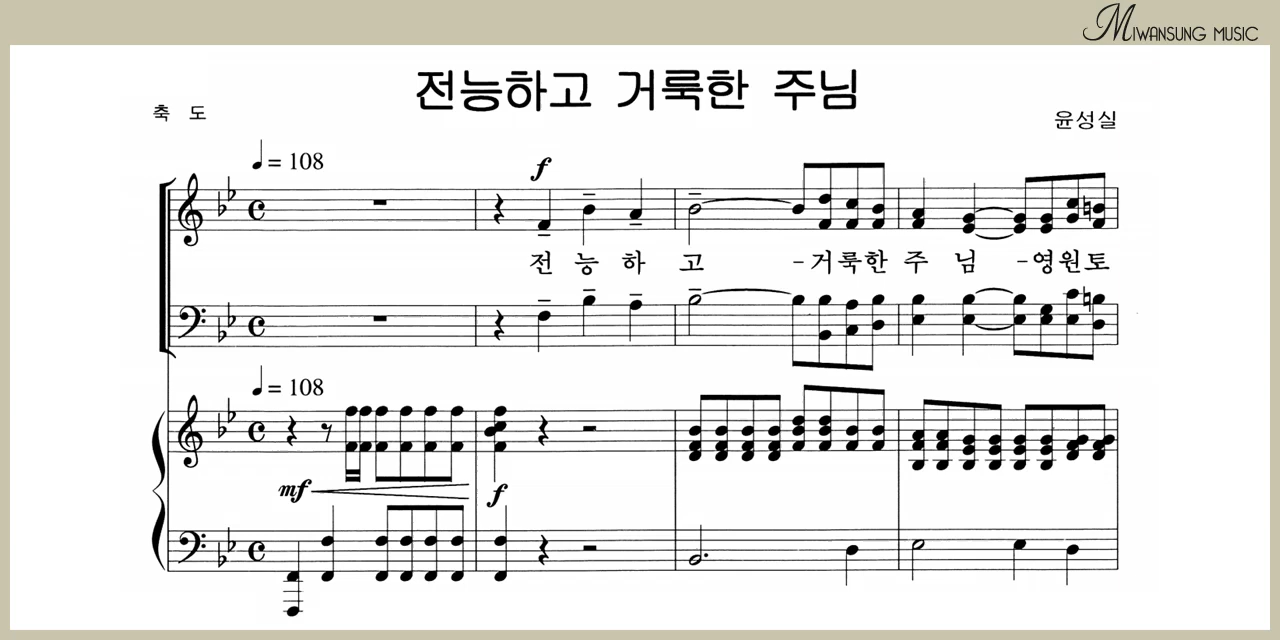 MIWANSUNG MUSIC
전능하고 거룩한 주님
축 도
윤성실
♩= 108
f
전 능 하 고 -거룩한 주 님 -영원토
♩= 108
mf f